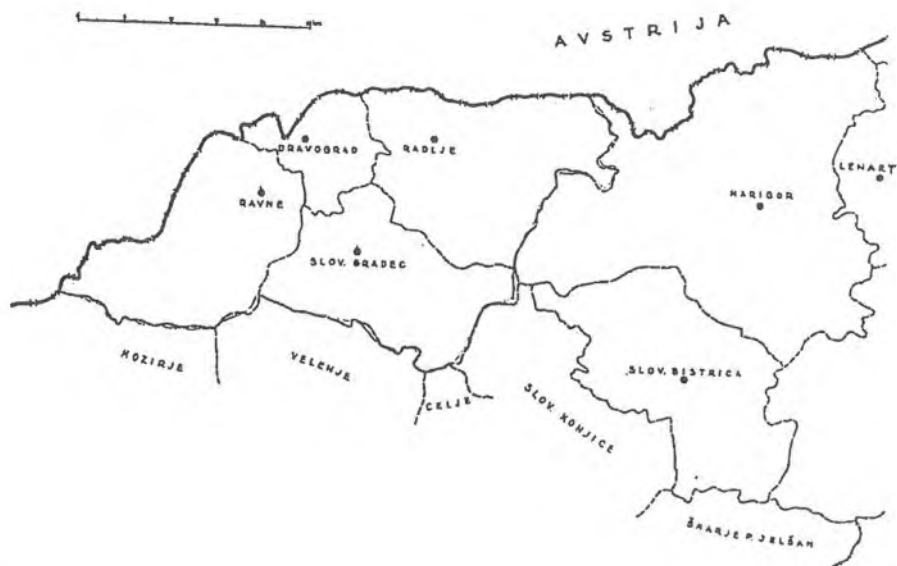 AVSTRIJA
DRAVOGRAD
RADLJE
LENART
RAVNE
MARIBOR
SLOV. GRADEC
MOZIRJE
VELENJE
SLOV. BISTRICA
CELJE
SLOV. KONJICE
ŠMARJE P. JELŠAH